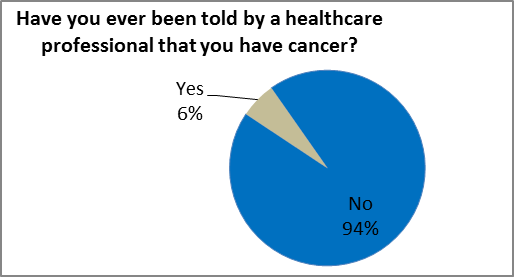 Have you ever been told by a healthcare
professional that you have cancer?
Yes
6%
No
94%